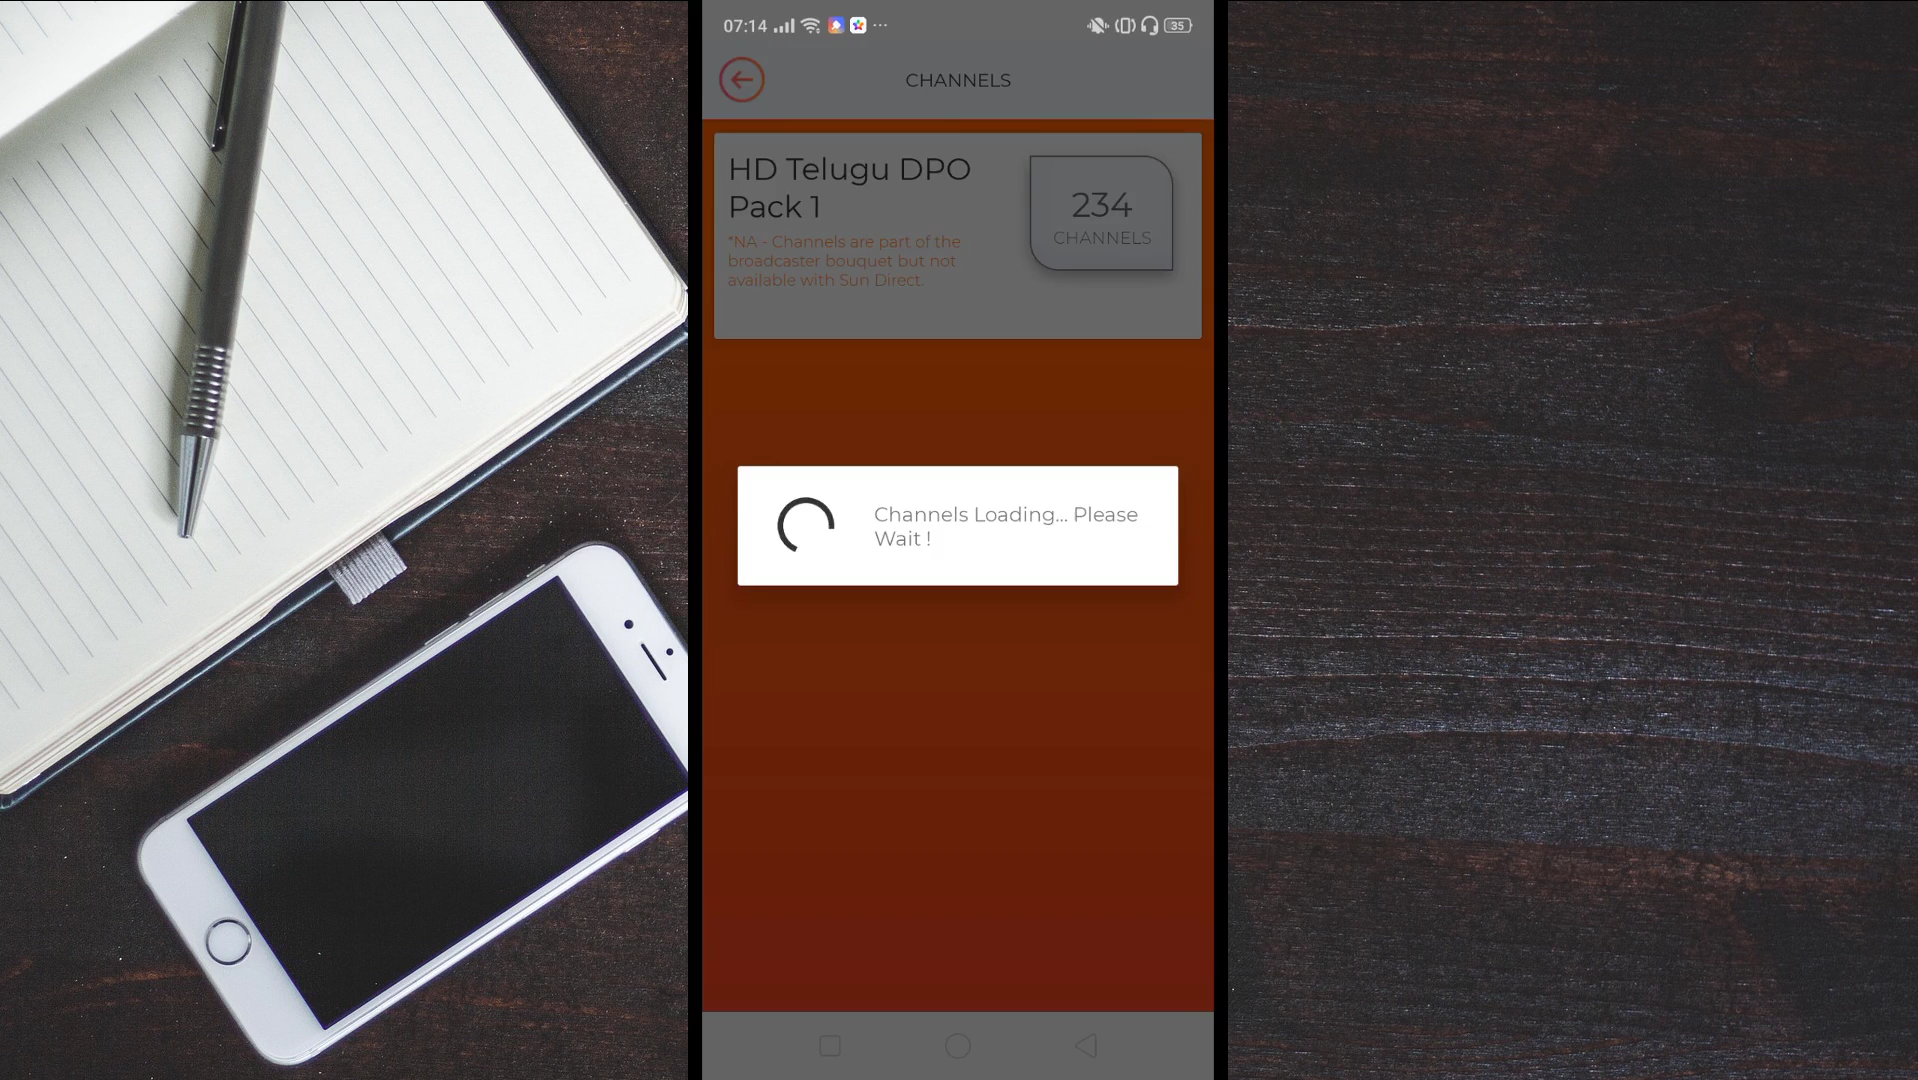 07:14 35
CHANNELS
HD Telugu DPO
Pack 1
*NA - Channels are part of the
broadcaster bouquet but not
available with Sun Direct.
234
CHANNELS
Channels Loading... Please
Wait !